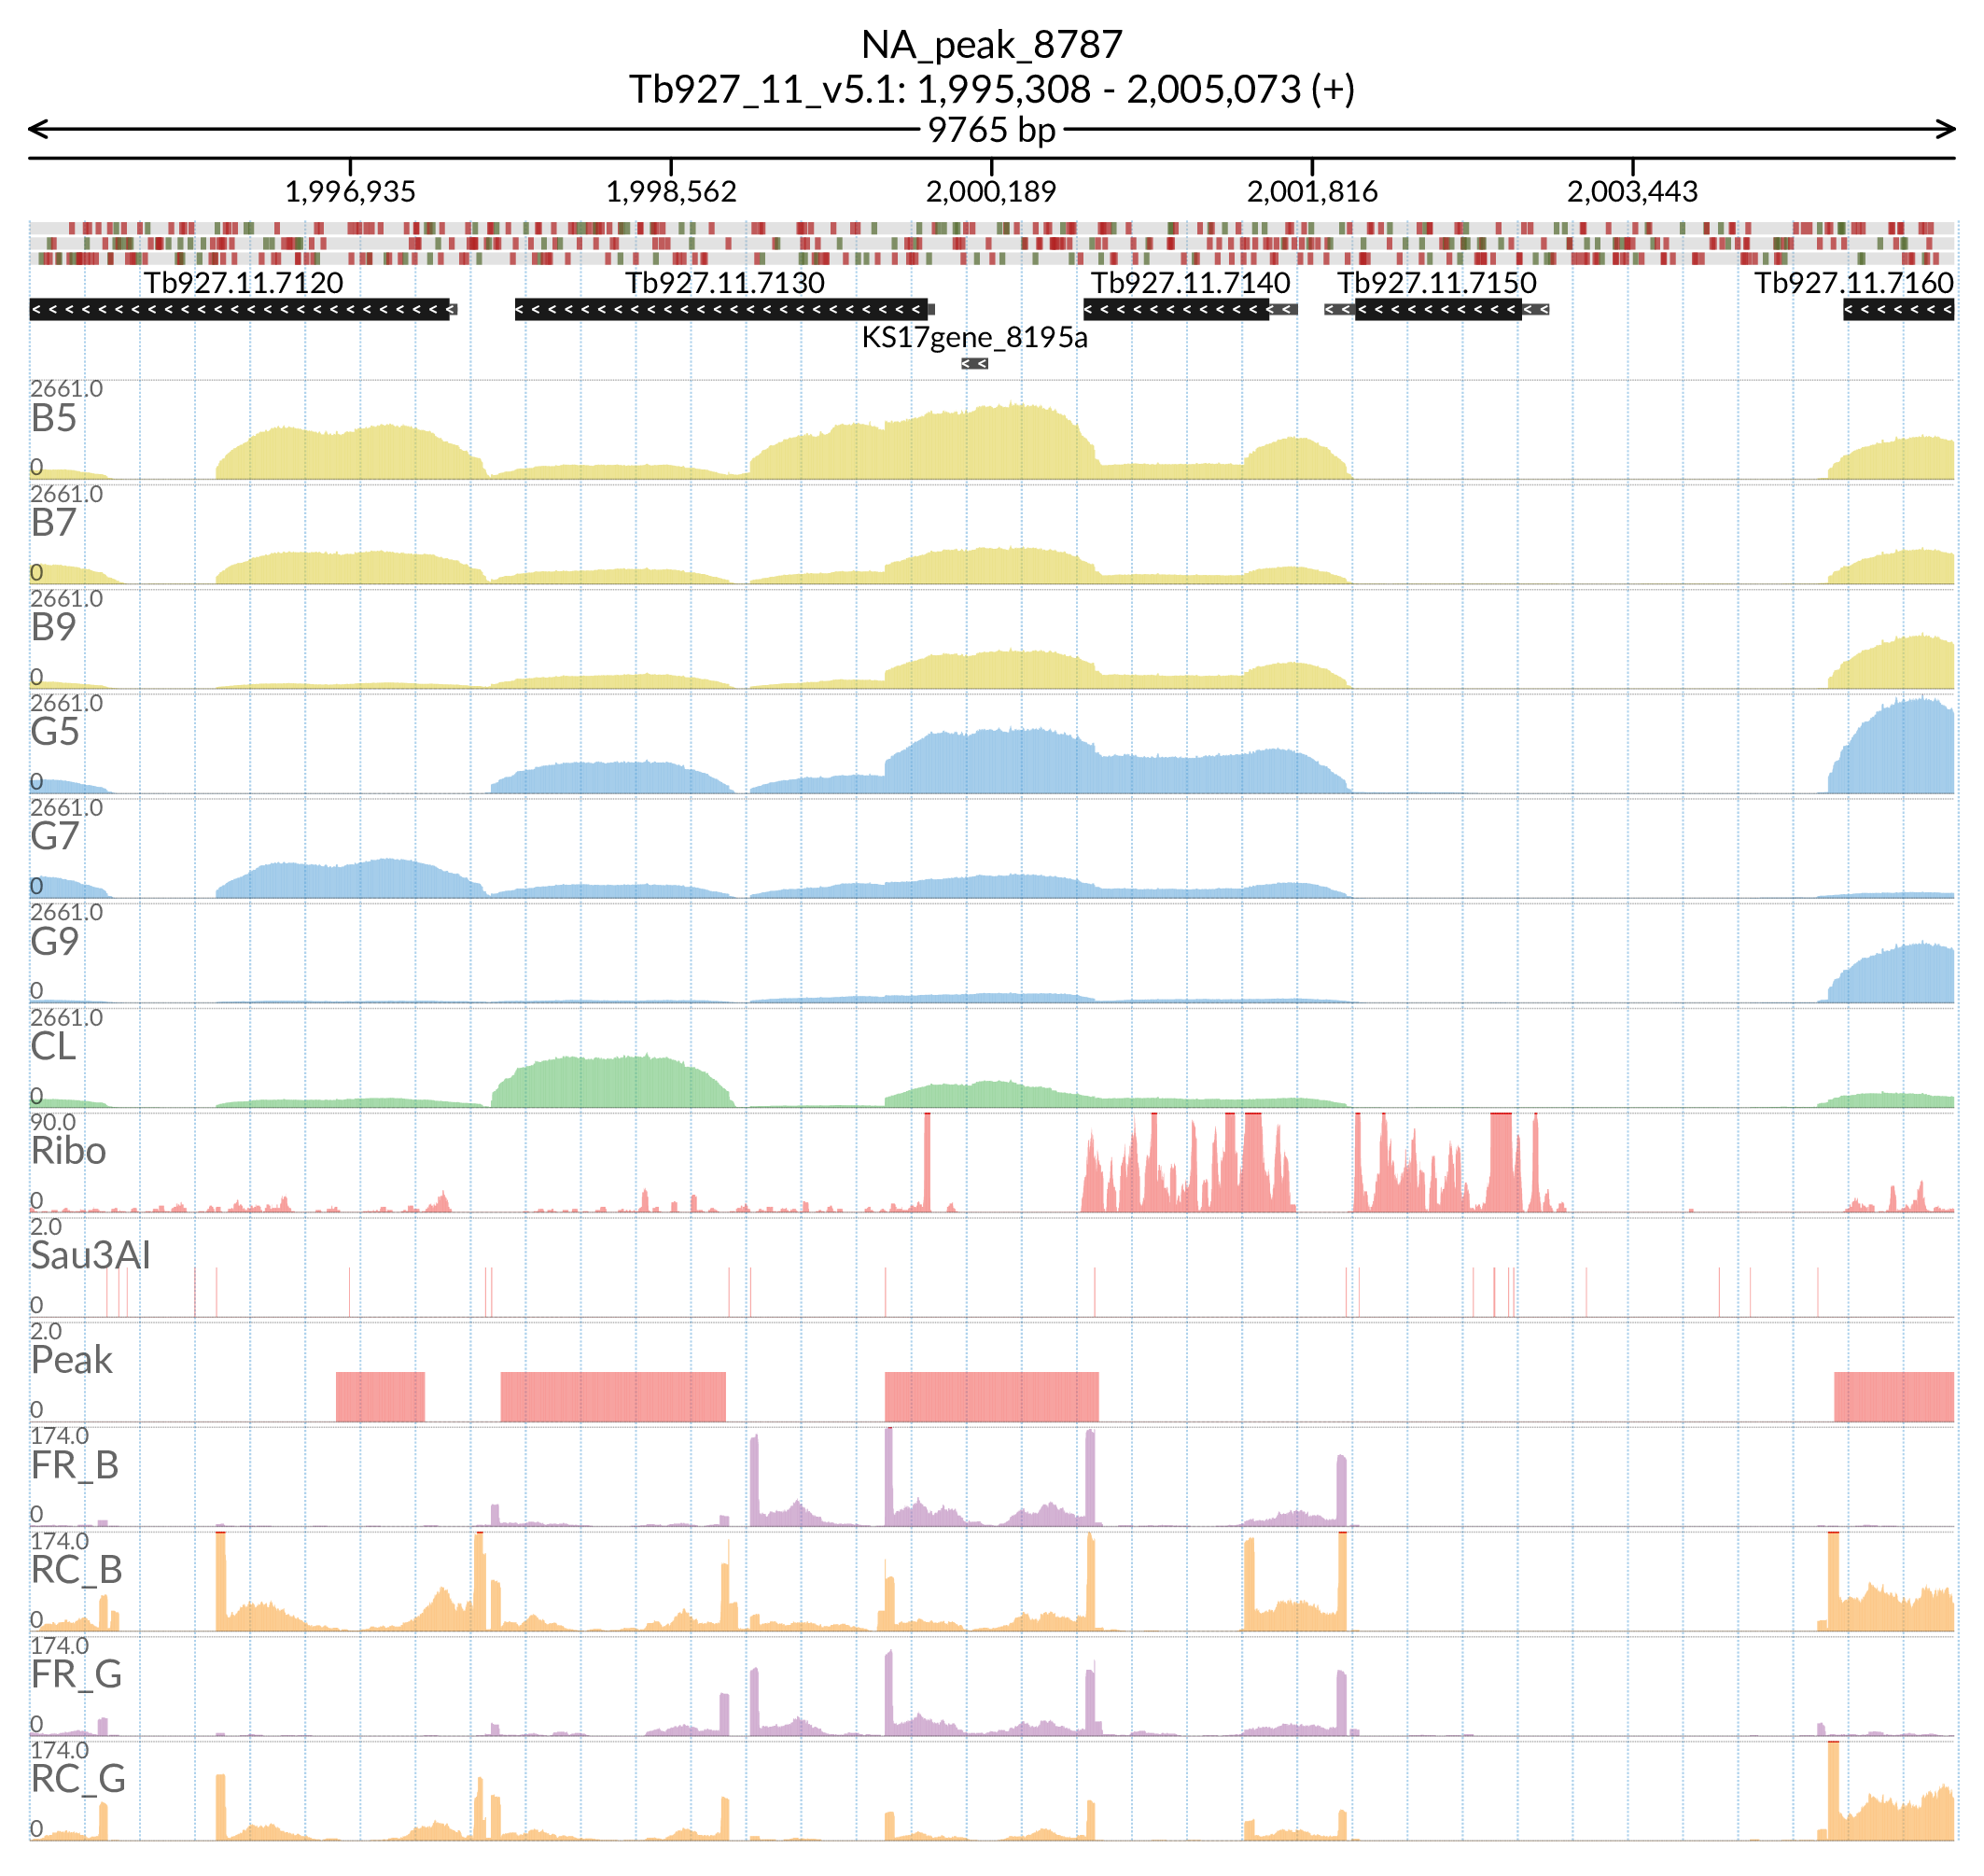 NA_peak_8787
Tb927_11_v5.1: 1,995,308 - 2,005,073 (+)
9765 bp
1,996,935 1,998,562 2,000,189 2,001,816 2,003,443
Tb927.11.7120 Tb927.11.7130 Tb927.11.7140 Tb927.11.7150 Tb927.11.7160
KS17gene_8195a
2661.0
B5
0
2661.0
B7
0
2661.0
B9
0
2661.0
G5
0
2661.0
G7
0
2661.0
G9
0
2661.0
CL
0
90.0
Ribo
0
2.0
Sau3AI
0
2.0
Peak
0
174.0
FR_B
0
174.0
RC_B
0
174.0
FR_G
0
174.0
RC_G
0